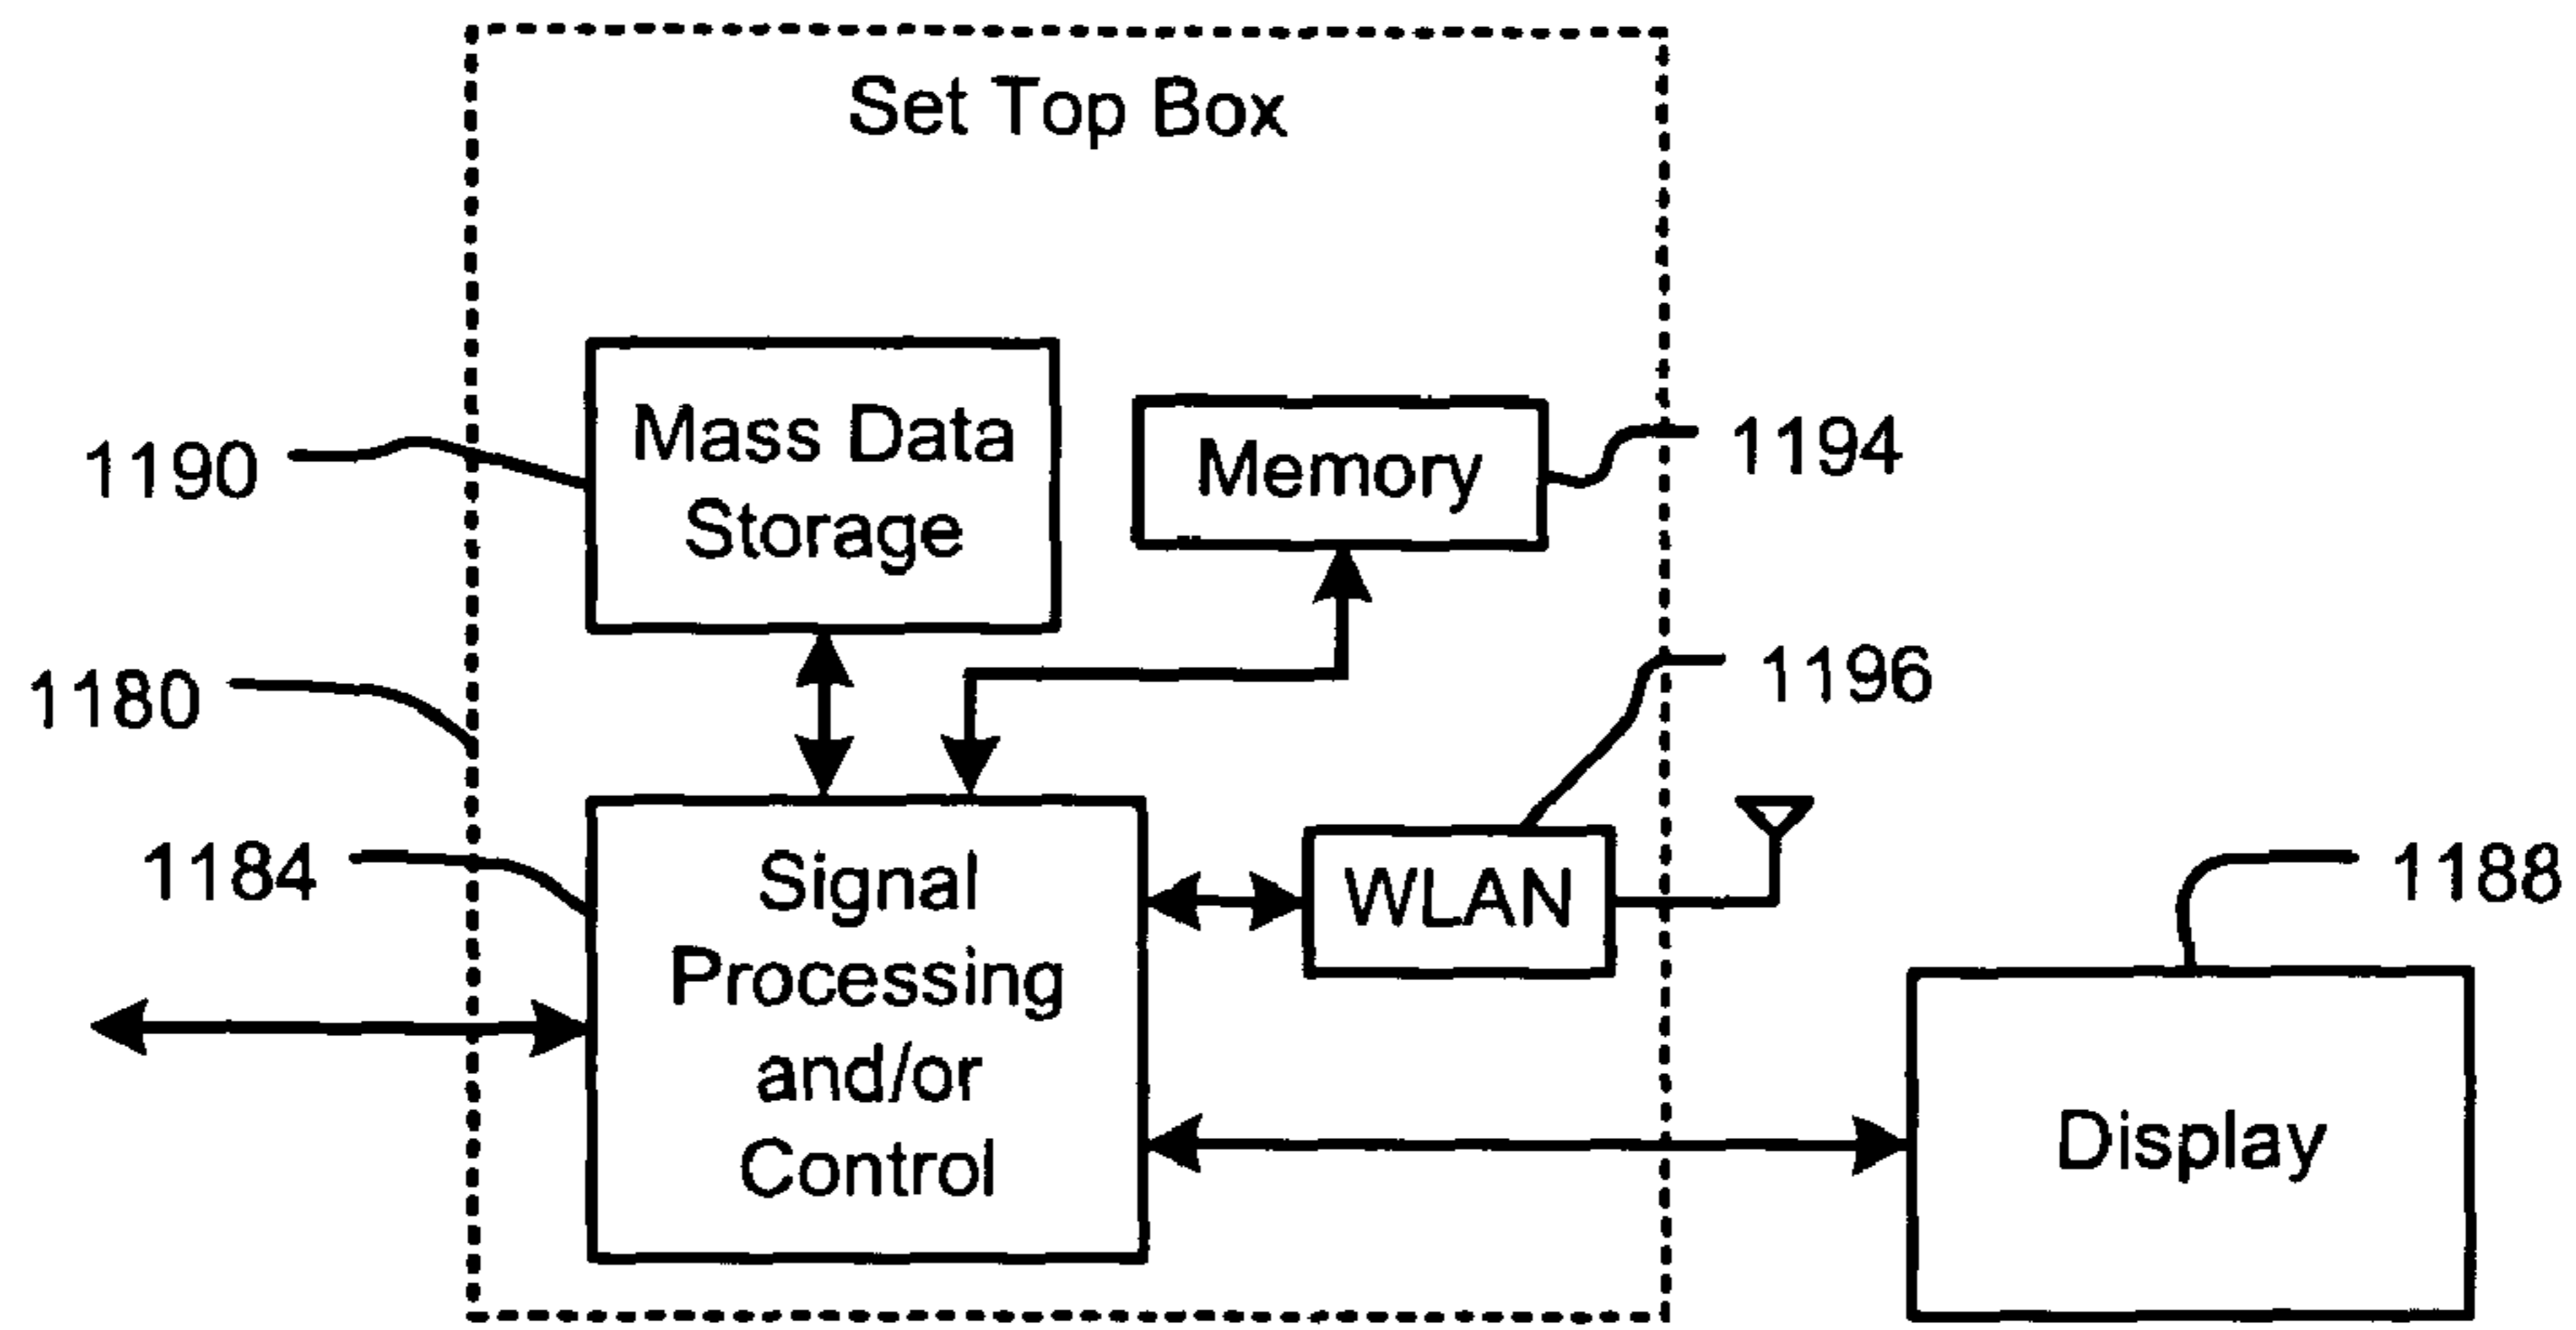 Set Top Box
Mass Data
Storage
Memory
1190
1194
1180
1196
1184
Signal
Processing
and/or
Control
WLAN
1188
Display